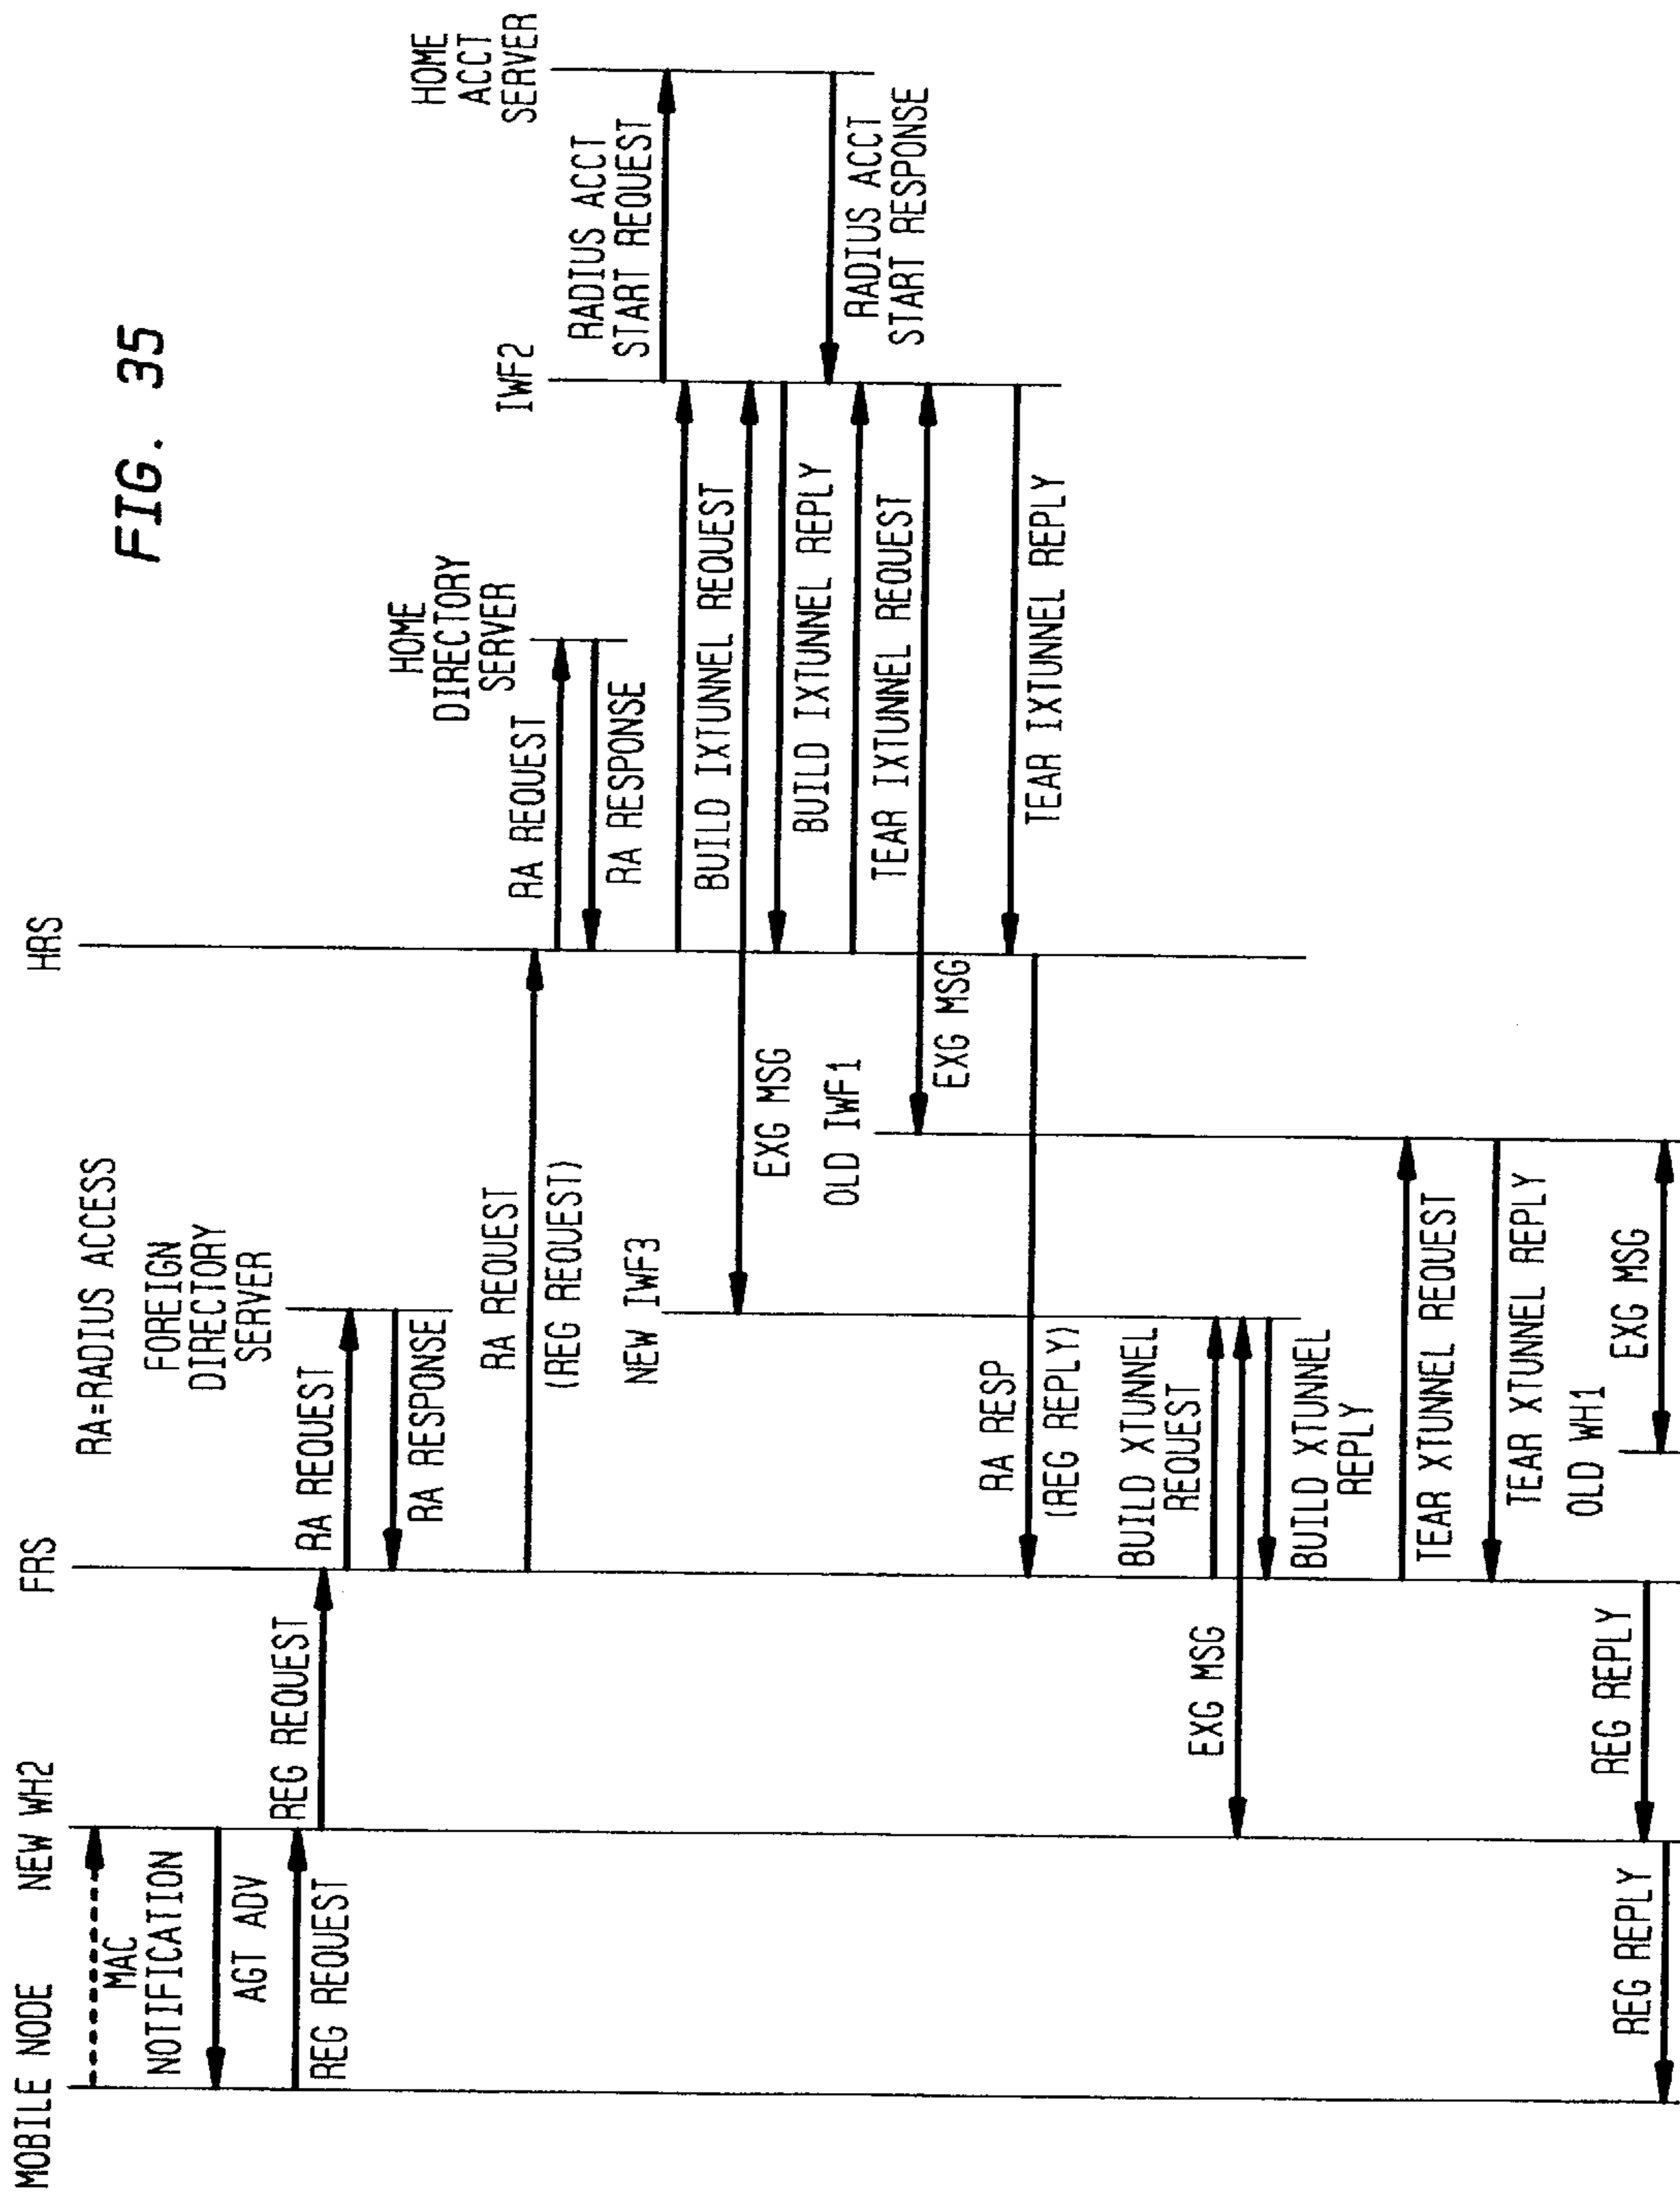 FIG. 35
RA=RADIUS ACCESS
MOBILE NODE
NEW WH2
FRS
FOREIGN
DIRECTORY
SERVER
HRS
HOME
DIRECTORY
SERVER
IWF2
HOME
ACCT
SERVER
MAC
NOTIFICATION
AGT ADV
REG REQUEST
REG REQUEST
RA REQUEST
RA RESPONSE
RA REQUEST
(REG REQUEST)
RA REQUEST
RA RESPONSE
RADIUS ACCT
START REQUEST
BUILD IXTUNNEL REQUEST
NEW IWF3
EXG MSG
BUILD IXTUNNEL REPLY
RADIUS ACCT
START RESPONSE
TEAR IXTUNNEL REQUEST
OLD IWF1
EXG MSG
TEAR IXTUNNEL REPLY
RA RESP
(REG REPLY)
BUILD XTUNNEL
REQUEST
EXG MSG
BUILD XTUNNEL
REPLY
TEAR XTUNNEL REQUEST
TEAR XTUNNEL REPLY
OLD WH1
EXG MSG
REG REPLY
REG REPLY